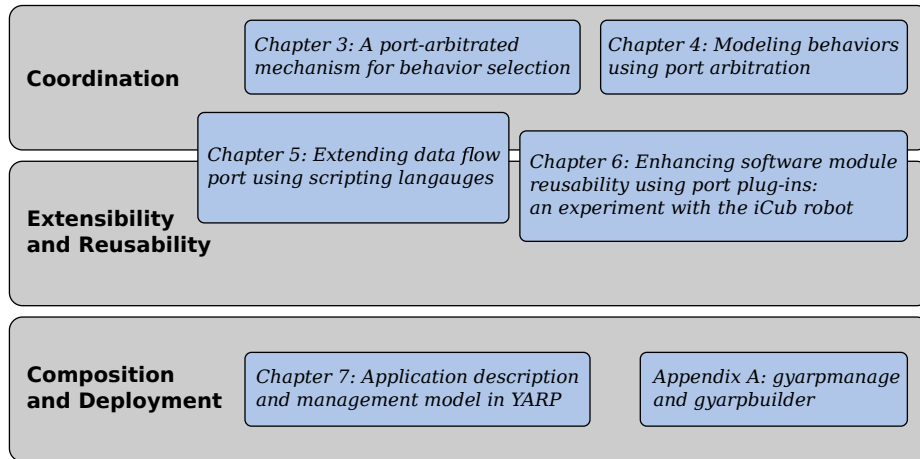 Coordination
Chapter 3: A port-arbitrated
mechanism for behavior selection
Chapter 4: Modeling behaviors
using port arbitration
Chapter 5: Extending data flow
port using scripting langauges
Chapter 6: Enhancing software module
reusability using port plug-ins:
an experiment with the iCub robot
Extensibility
and Reusability
Composition
and Deployment
Chapter 7: Application description
and management model in YARP
Appendix A: gyarpmanage
and gyarpbuilder